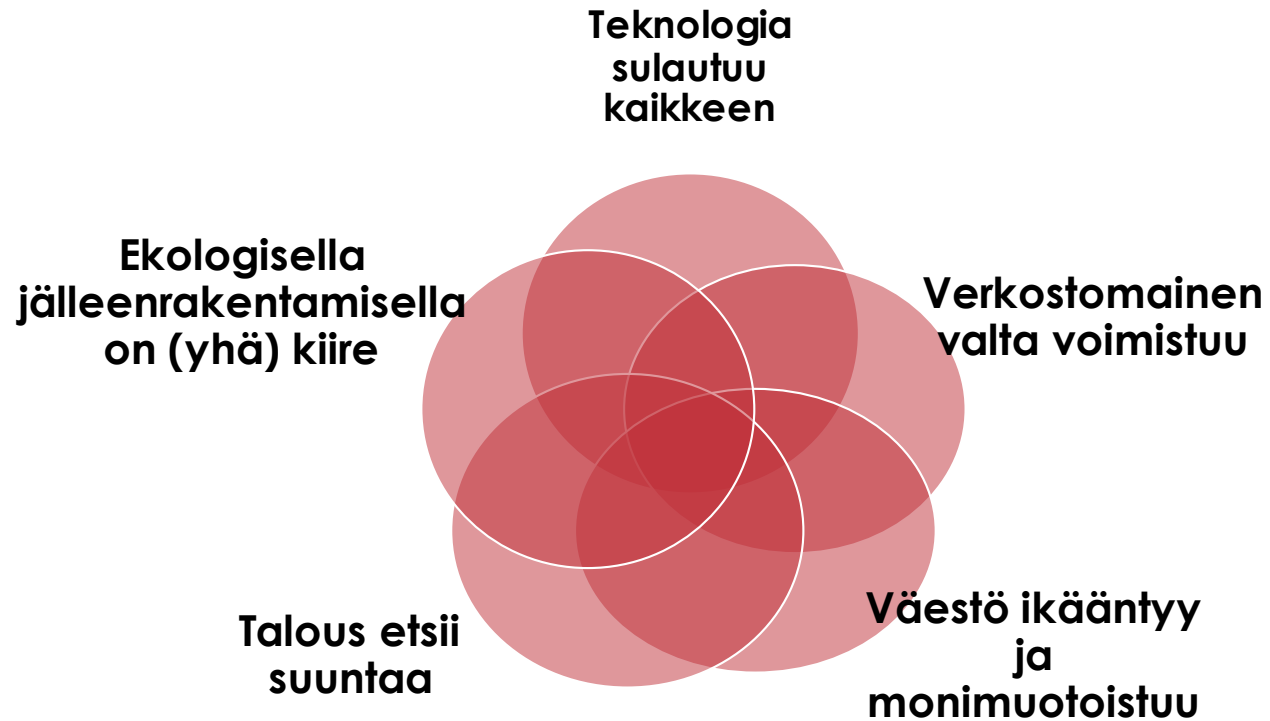 Teknologia
sulautuu
kaikkeen
Ekologisella
jälleenrakentamisella
on (yhä) kiire
Verkostomainen
valta voimistuu
Talous etsii
suuntaa
Väestö ikääntyy
ja
monimuotoistuu